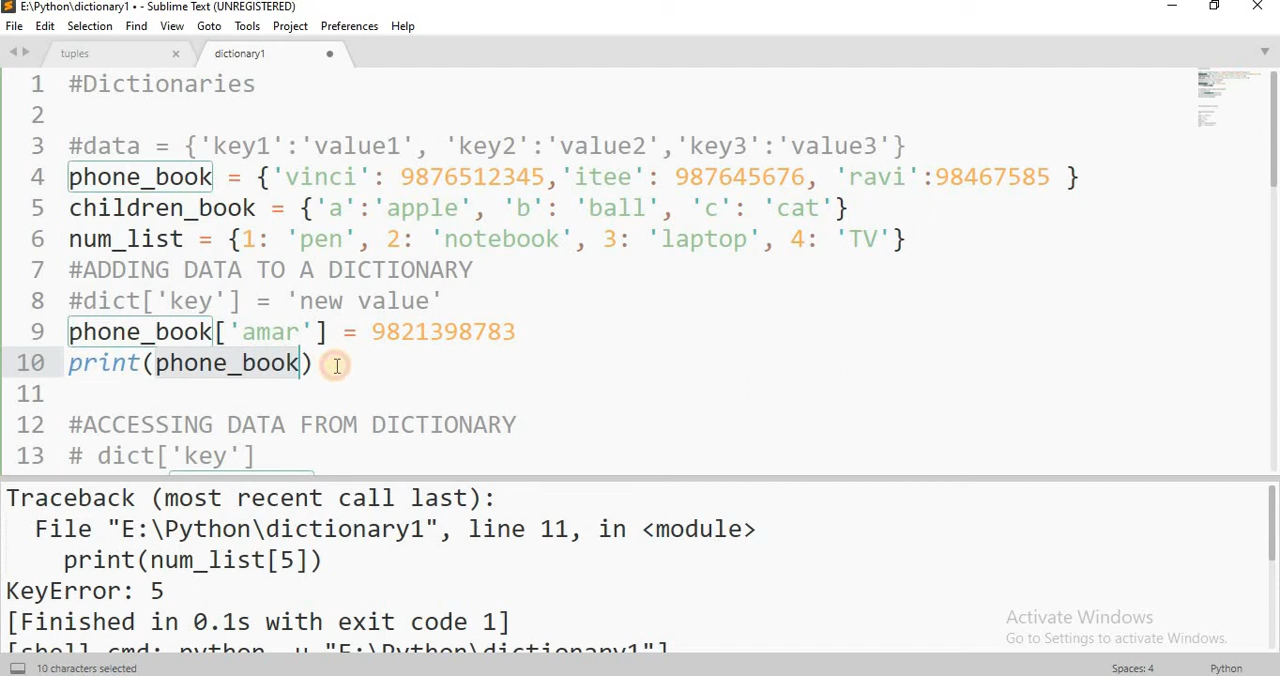 E:\Python\dictionary1 • - Sublime Text (UNREGISTERED)
File Edit Selection Find View Goto Tools Project Preferences Help
tuples dictionary1
1 #Dictionaries
2
3 #data = {'key1':'value1', 'key2':'value2','key3':'value3'}
4 phone_book = {'vinci': 9876512345,'itee': 987645676, 'ravi':98467585 }
5 children_book = {'a':'apple', 'b': 'ball', 'c': 'cat'}
6 num_list = {1: 'pen', 2: 'notebook', 3: 'laptop', 4: 'TV'}
7 #ADDING DATA TO A DICTIONARY
8 #dict['key'] = 'new value'
9 phone_book['amar'] = 9821398783
10 print(phone_book)
11
12 #ACCESSING DATA FROM DICTIONARY
13 # dict['key']
Traceback (most recent call last):
File "E:\Python\dictionary1", line 11, in <module>
print(num_list[5])
KeyError: 5
[Finished in 0.1s with exit code 1]
[shell_cmd: python -u "E:\Python\dictionary1"]
Activate Windows
Go to Settings to activate Windows.
10 characters selected Spaces: 4 Python